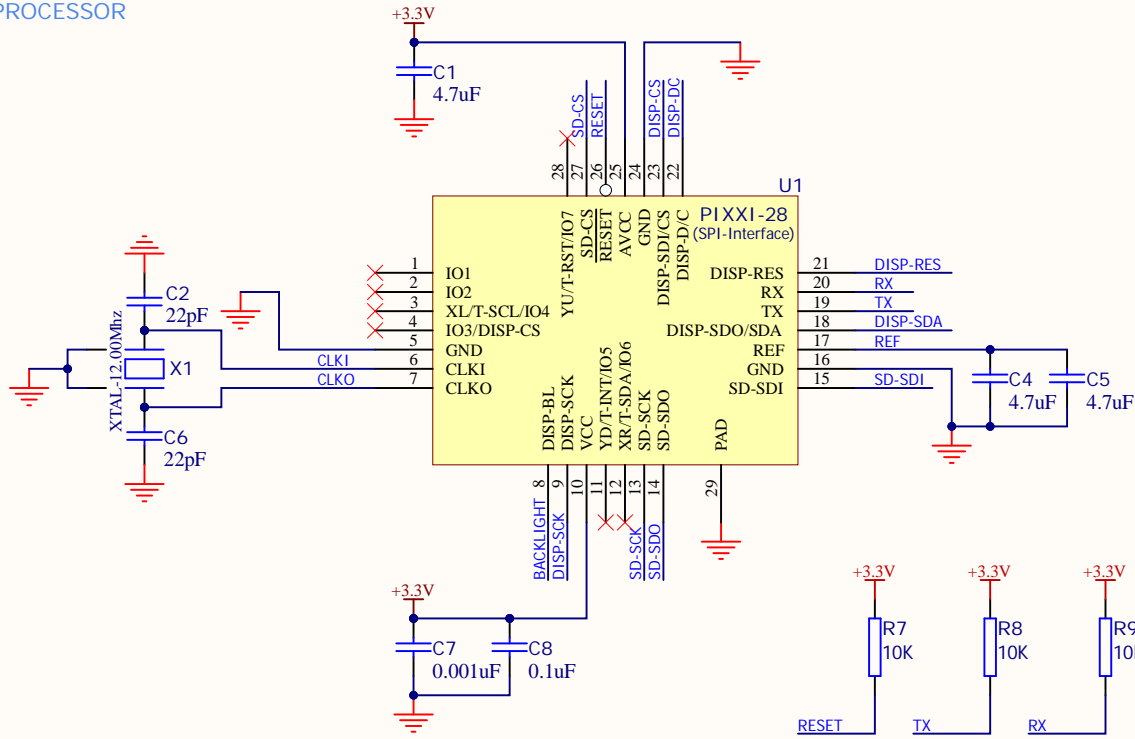 PROCESSOR
+3.3V
C1
4.7uF
SD-CS
RESET
DISP-CS
DISP-DC
28
27
26
25
24
23
22
U1
PIXXI-28
(SPI-Interface)
YU/T-RST/IO7
SD-CS
RESET
AVCC
GND
DISP-SDI/CS
DISP-D/C
1 IO1
2 IO2
3 XL/T-SCL/IO4
4 IO3/DISP-CS
5 GND
CLKI 6 CLKI
CLKO 7 CLKO
DISP-RES 21 DISP-RES
RX 20 RX
TX 19 TX
DISP-SDO/SDA 18 DISP-SDA
REF 17 REF
GND 16
SD-SDI 15 SD-SDI
C2
22pF
XTAL-12.00Mhz
X1
C6
22pF
C4
4.7uF
C5
4.7uF
DISP-BL
DISP-SCK
VCC
YD/T-INT/IO5
XR/T-SDA/IO6
SD-SCK
SD-SDO
PAD
8
9
10
11
12
13
14
29
BACKLIGHT
DISP-SCK
SD-SCK
SD-SDO
+3.3V
C7
0.001uF
C8
0.1uF
+3.3V
R7
10K
RESET
+3.3V
R8
10K
TX
+3.3V
R9
RX